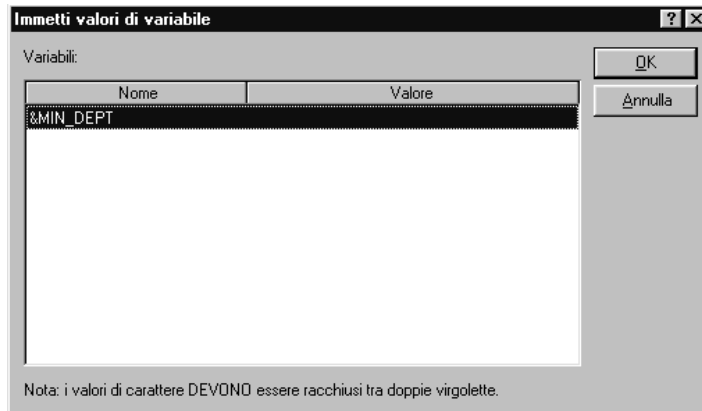 Immetti valori di variabile
Variabili:
OK
Nome Valore
Annulla
&MIN_DEPT
Nota: i valori di carattere DEVONO essere racchiusi tra doppie virgolette.